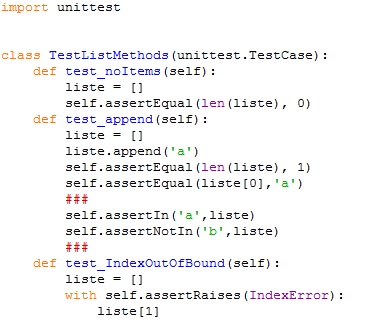 import unittest
class TestListMethods(unittest.TestCase):
    def test_noItems(self):
        liste = []
        self.assertEqual(len(liste), 0)
    def test_append(self):
        liste = []
        liste.append('a')
        self.assertEqual(len(liste), 1)
        self.assertEqual(liste[0],'a')
        ###
        self.assertIn('a',liste)
        self.assertNotIn('b',liste)
        ###
    def test_IndexOutOfBound(self):
        liste = []
        with self.assertRaises(IndexError):
            liste[1]